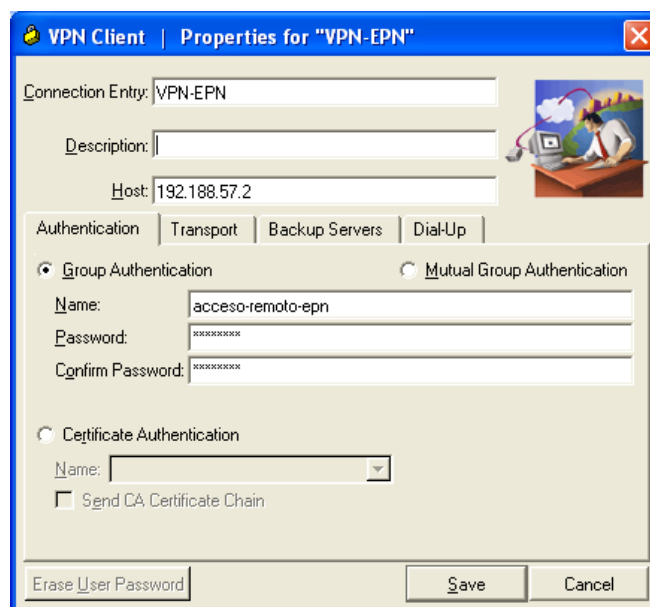 VPN Client | Properties for "VPN-EPN"
Connection Entry: VPN-EPN
Description:
Host: 192.188.57.2
Authentication Transport Backup Servers Dial-Up
Group Authentication Mutual Group Authentication
Name: acceso-remoto-epn
Password: ********
Confirm Password: ********
Certificate Authentication
Name:
Send CA Certificate Chain
Erase User Password Save Cancel